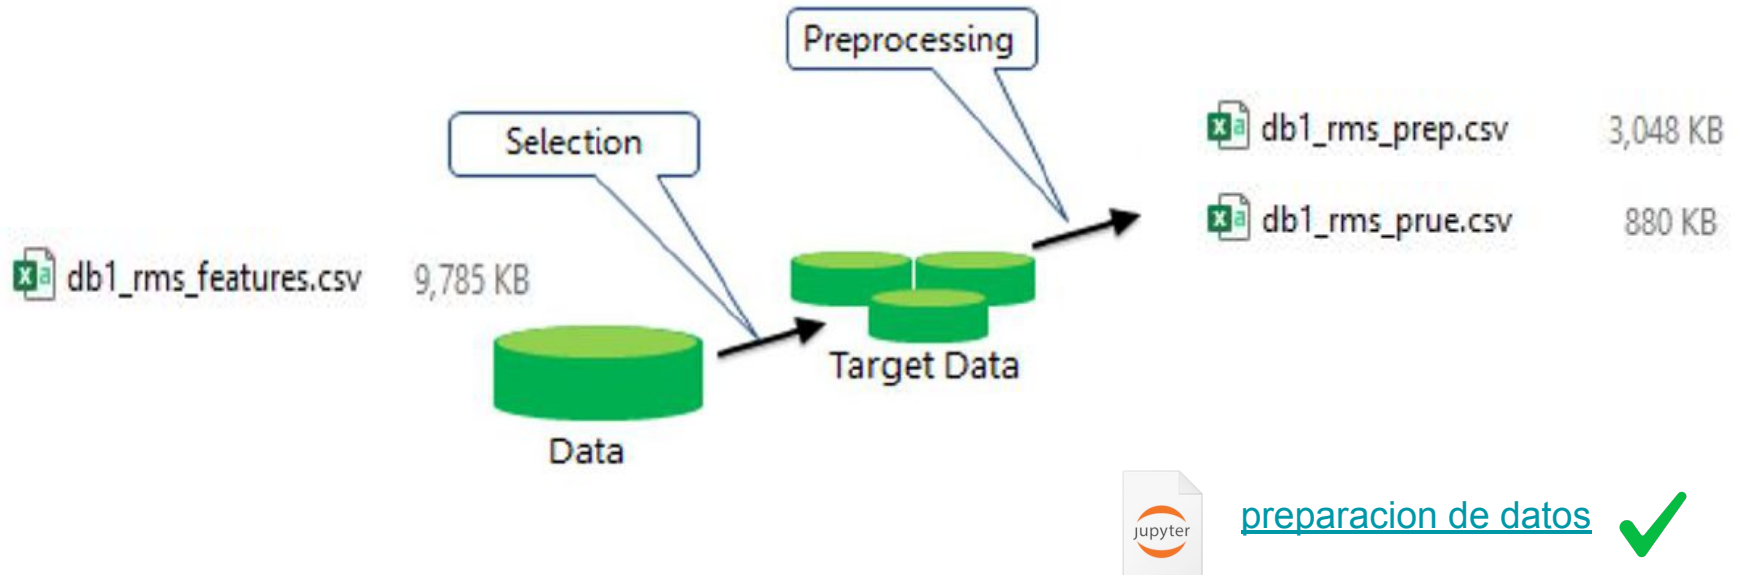 Preprocessing
Selection
db1_rms_prep.csv 3,048 KB
db1_rms_prue.csv 880 KB
db1_rms_features.csv 9,785 KB
Target Data
Data
jupyter
preparacion de datos